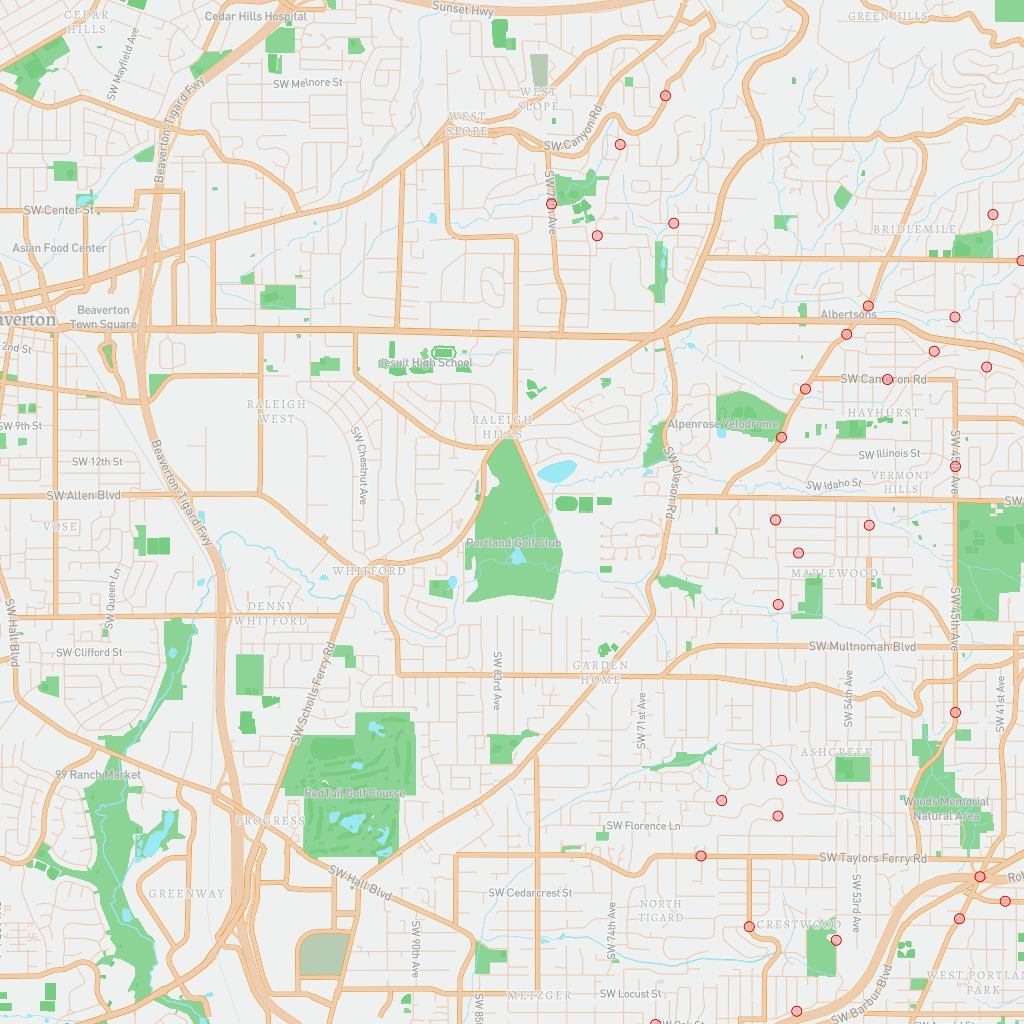 Sunset Hwy
CEDAR
HILLS
Cedar Hills Hospital
GREEN HILLS
SW Mayfield Ave
SW Melnore St
Beaverton-Tigard Fwy
WEST
SLOPE
WEST
SLOPE
SW Canyon Rd
SW Center St
Asian Food Center
BRIDLEMILE
Beaverton
Town Square
Albertsons
Jesuit High School
SW Cameron Rd
RALEIGH
WEST
RALEIGH
HILLS
HAYHURST
Alpenrose Velodrome
SW 9th St
SW 12th St
SW Chestnut Ave
SW Oleson Rd
SW Illinois St
VERMONT
HILLS
SW 45th Ave
SW Idaho St
SW Allen Blvd
SW
VOSE
Beaverton-Tigard Fwy
Portland Golf Club
WHITFORD
MAPLEWOOD
SW Queen Ln
DENNY
WHITFORD
SW 45th Ave
SW Hall Blvd
SW Clifford St
SW Scholls Ferry Rd
SW 83rd Ave
GARDEN
HOME
SW Multnomah Blvd
SW 71st Ave
SW 54th Ave
SW 41st Ave
ASHCREEK
99 Ranch Market
RedTail Golf Course
Woods Memorial
Natural Area
PROGRESS
SW Florence Ln
SW Taylors Ferry Rd
SW Hall Blvd
GREENWAY
SW Cedarcrest St
SW 53rd Ave
NORTH
TIGARD
CRESTWOOD
SW 90th Ave
SW 74th Ave
SW Barbur Blvd
METZGER
SW Locust St